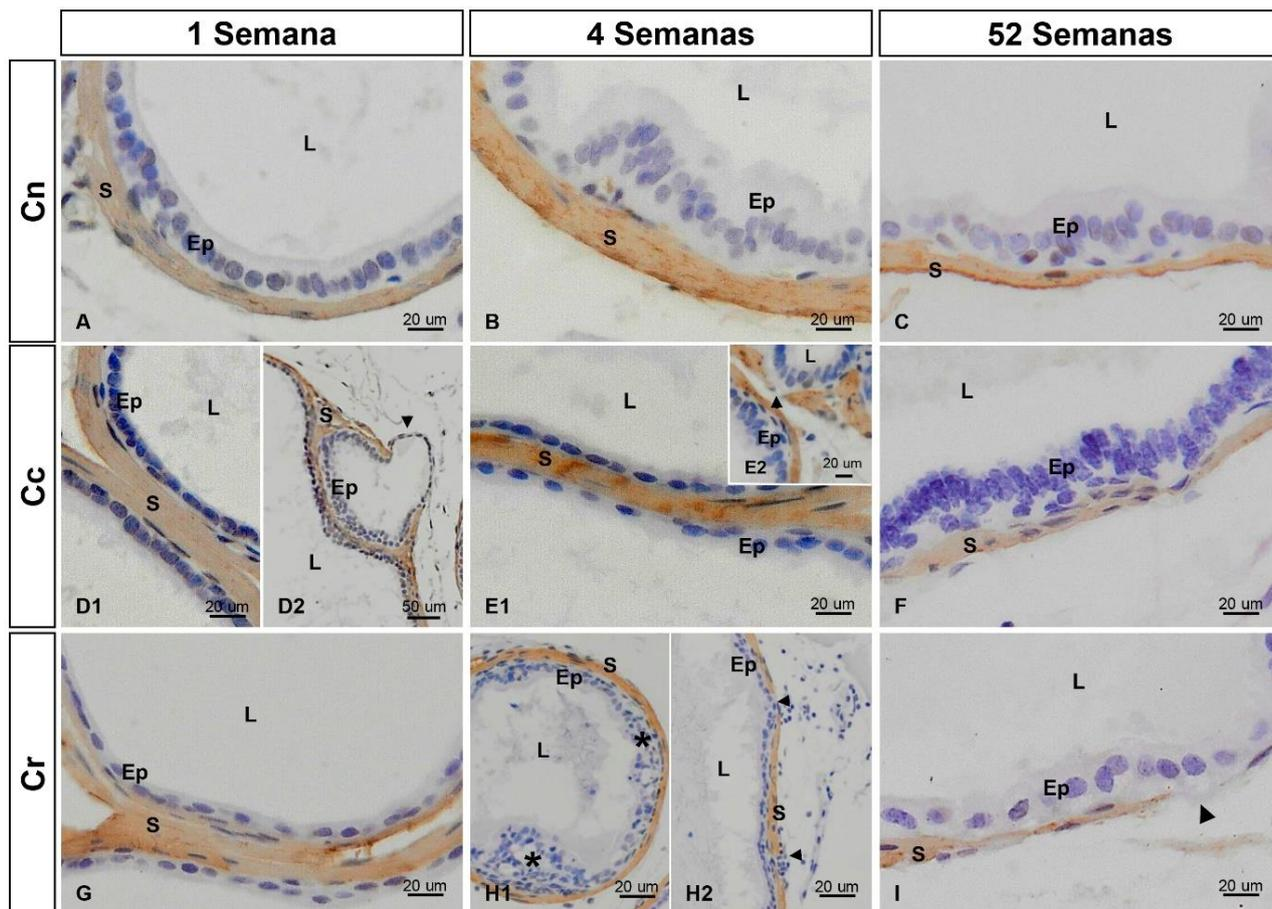 1 Semana
4 Semanas
52 Semanas
Cn
L
S
Ep
A
20 um
L
Ep
S
B
20 um
L
Ep
S
C
20 um
Cc
Ep
L
S
D1
20 um
S
Ep
L
D2
50 um
L
S
Ep
E1
20 um
L
Ep
E2
20 um
L
Ep
S
F
20 um
Cr
L
Ep
S
G
20 um
S
Ep
*
L
*
H1
20 um
Ep
L
S
H2
20 um
L
Ep
S
I
20 um